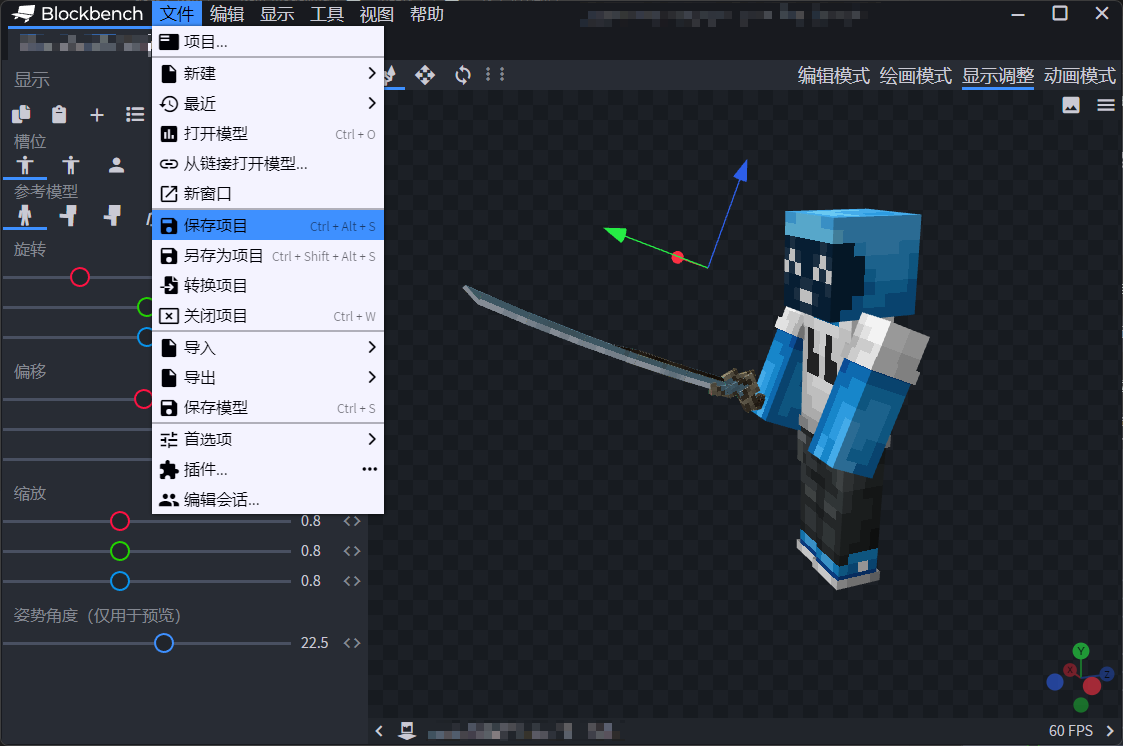 Blockbench 文件 编辑 显示 工具 视图 帮助
项目...
新建
最近
打开模型 Ctrl + O
从链接打开模型...
新窗口
保存项目 Ctrl + Alt + S
另存为项目 Ctrl + Shift + Alt + S
转换项目
关闭项目 Ctrl + W
导入
导出
保存模型 Ctrl + S
首选项
插件...
编辑会话...
编辑模式 绘画模式 显示调整 动画模式
显示
槽位
参考模型
旋转
偏移
缩放
0.8
0.8
0.8
姿势角度（仅用于预览）
22.5
Y
X
Z
60 FPS